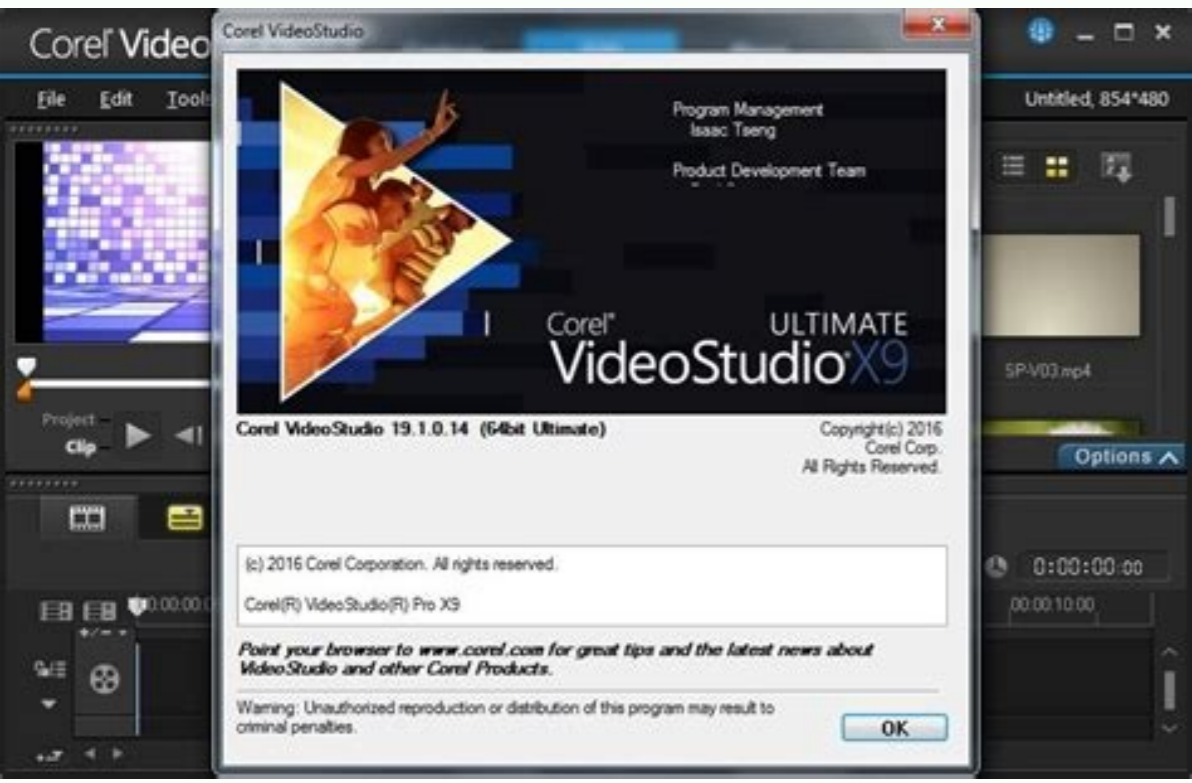 Corel Video
Corel VideoStudio
File Edit Tools
Untitled, 854*480
Program Management
Isaac Tseng
Product Development Team
Corel
ULTIMATE
VideoStudio X9
SP-V03.mp4
Project
Clip
Corel VideoStudio 19.1.0.14 (64bit Ultimate)
Copyright(c) 2016
Corel Corp.
All Rights Reserved.
Options
(c) 2016 Corel Corporation. All rights reserved.
Corel(R) VideoStudio(R) Pro X9
0:00:00:00
00:00:10:00
Point your browser to www.corel.com for great tips and the latest news about
VideoStudio and other Corel Products.
Warning: Unauthorized reproduction or distribution of this program may result to
criminal penalties.
OK